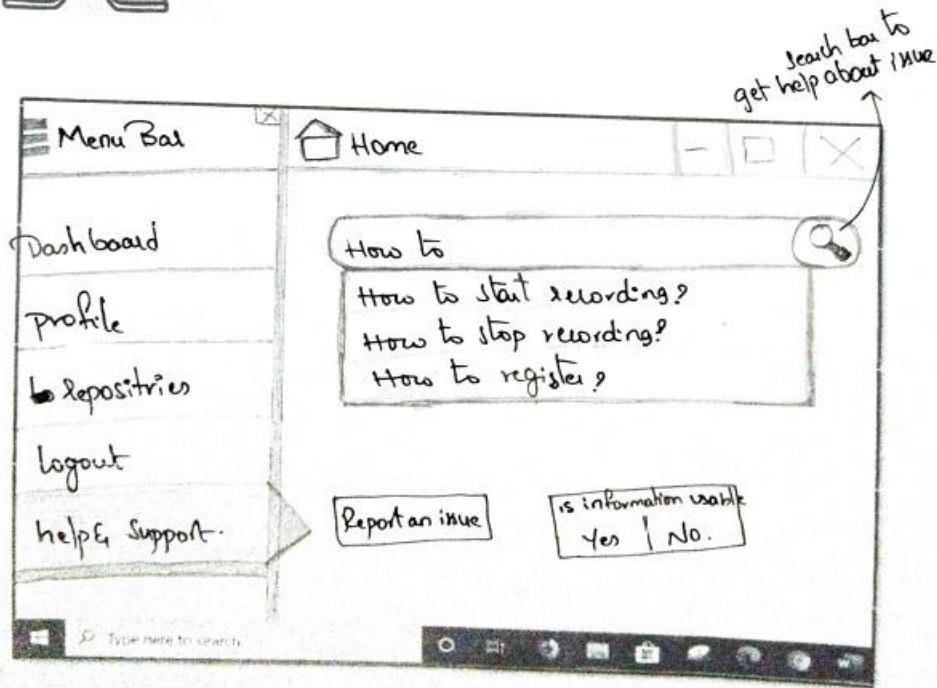 search bar to
get help about issue
Menu Bar
Home
Dashboard
profile
Repositries
logout
help & Support.
How to
How to start recording?
How to stop recording?
How to register?
Report an issue
is information usable
Yes | No.
Type here to search